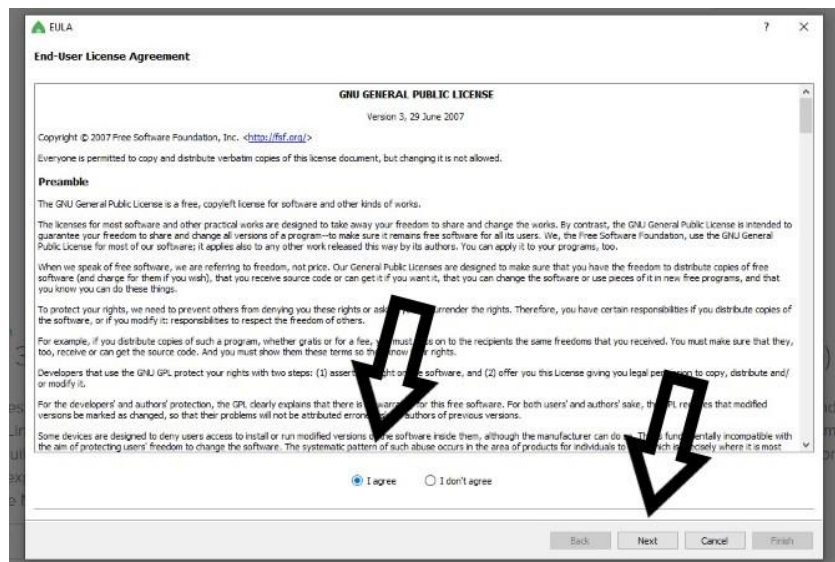 EULA
End-User License Agreement
GNU GENERAL PUBLIC LICENSE
Version 3, 29 June 2007
Copyright © 2007 Free Software Foundation, Inc. <http://fsf.org/>
Everyone is permitted to copy and distribute verbatim copies of this license document, but changing it is not allowed.
Preamble
The GNU General Public License is a free, copyleft license for software and other kinds of works.
The licenses for most software and other practical works are designed to take away your freedom to share and change the works. By contrast, the GNU General Public License is intended to
guarantee your freedom to share and change all versions of a program--to make sure it remains free software for all its users. We, the Free Software Foundation, use the GNU General
Public License for most of our software; it applies also to any other work released this way by its authors. You can apply it to your programs, too.
When we speak of free software, we are referring to freedom, not price. Our General Public Licenses are designed to make sure that you have the freedom to distribute copies of free
software (and charge for them if you wish), that you receive source code or can get it if you want it, that you can change the software or use pieces of it in new free programs, and that
you know you can do these things.
To protect your rights, we need to prevent others from denying you these rights or surrender the rights. Therefore, you have certain responsibilities if you distribute copies of
the software, or if you modify it: responsibilities to respect the freedom of others.
For example, if you distribute copies of such a program, whether gratis or for a fee, must on to the recipients the same freedoms that you received. You must make sure that they,
too, receive or can get the source code. And you must show them these terms so know rights.
Developers that use the GNU GPL protect your rights with two steps: (1) assert software, and (2) offer you this License giving you legal to copy, distribute and/
or modify it.
For the developers' and authors' protection, the GPL clearly explains that there is for this free software. For both users' and authors' sake, the that modified
versions be marked as changed, so that their problems will not be attributed authors of previous versions.
Some devices are designed to deny users access to install or run modified versions the software inside them, although the manufacturer can do incompatible with
the aim of protecting users' freedom to change the software. The systematic pattern of such abuse occurs in the area of products for individuals to where it is most
I agree
I don't agree
Back
Next
Cancel
Finish